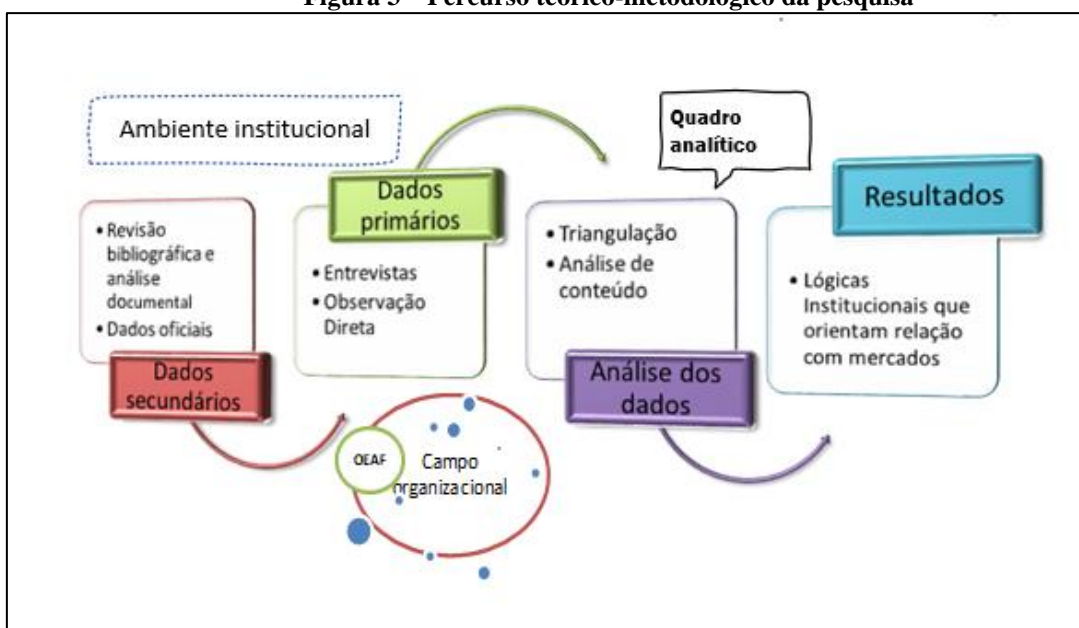 Figura 3 – Percurso teórico-metodológico da pesquisa
Ambiente institucional
• Revisão
bibliográfica e
análise
documental
• Dados oficiais
Dados
secundários
Dados
primários
• Entrevistas
• Observação
Direta
OEAF
Campo
organizacional
Quadro
analítico
• Triangulação
• Análise de
conteúdo
Análise dos
dados
Resultados
• Lógicas
Institucionais que
orientam relação
com mercados